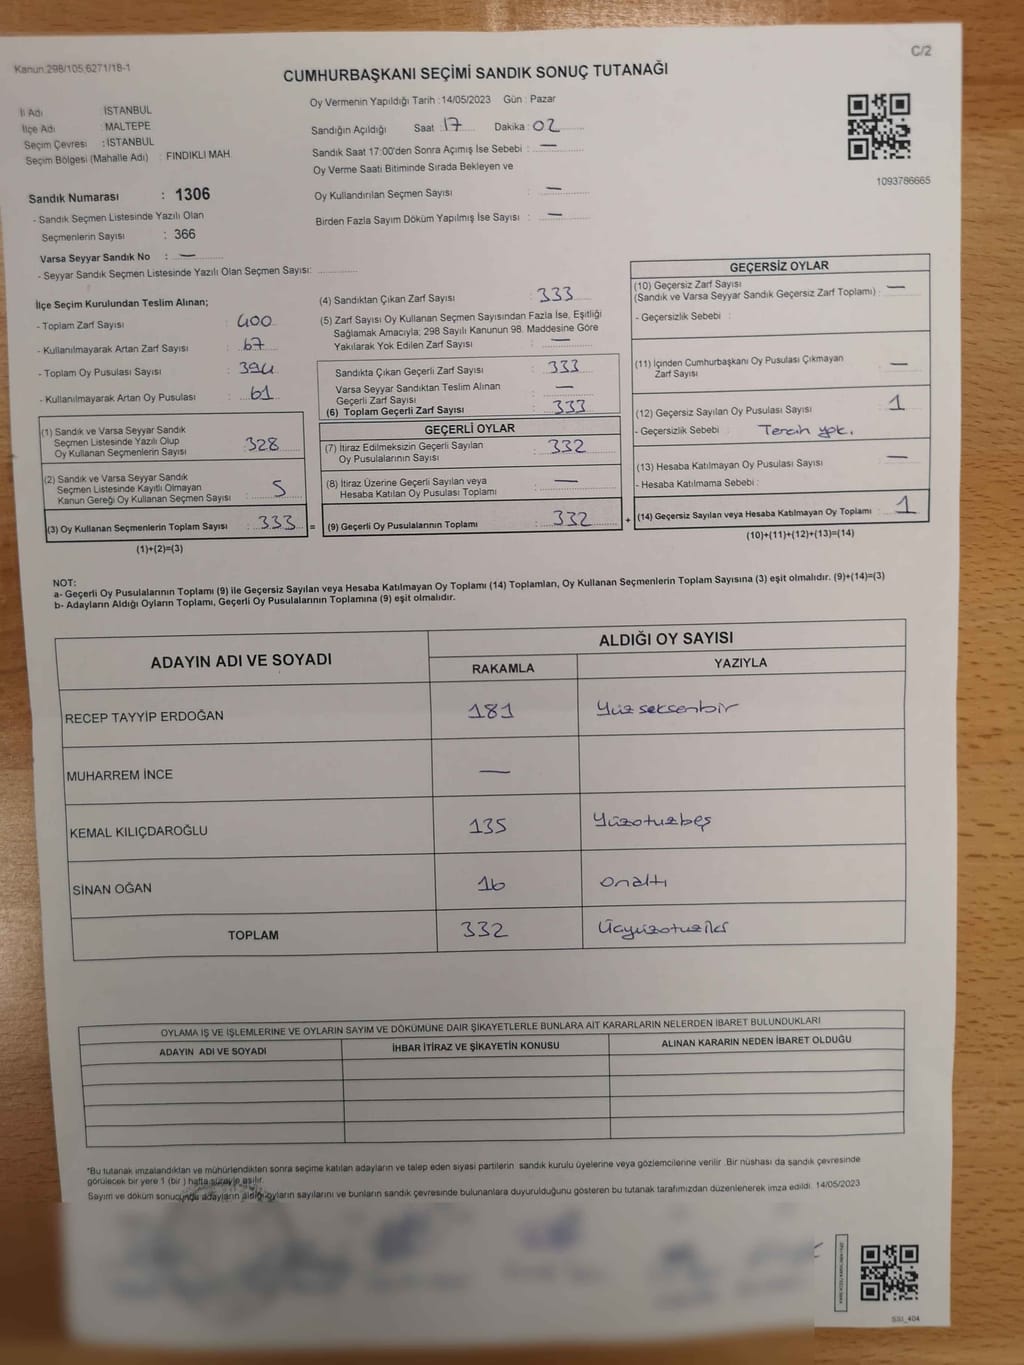 Kanun:298/105;6271/18-1
C/2
CUMHURBAŞKANI SEÇİMİ SANDIK SONUÇ TUTANAĞI
İl Adı : İSTANBUL
İlçe Adı : MALTEPE
Seçim Çevresi : İSTANBUL
Seçim Bölgesi (Mahalle Adı) : FINDIKLI MAH
Sandık Numarası : 1306
- Sandık Seçmen Listesinde Yazılı Olan
Seçmenlerin Sayısı : 366
Varsa Seyyar Sandık No : —
- Seyyar Sandık Seçmen Listesinde Yazılı Olan Seçmen Sayısı:
Oy Vermenin Yapıldığı Tarih :14/05/2023 Gün : Pazar
Sandığın Açıldığı Saat :17 Dakika :02
Sandık Saat 17:00'den Sonra Açımış İse Sebebi : —
Oy Verme Saati Bitiminde Sırada Bekleyen ve
Oy Kullandırılan Seçmen Sayısı : —
Birden Fazla Sayım Döküm Yapılmış İse Sayısı : —
1093786665
İlçe Seçim Kurulundan Teslim Alınan;
- Toplam Zarf Sayısı : 400
- Kullanılmayarak Artan Zarf Sayısı : 67
- Toplam Oy Pusulası Sayısı : 394
- Kullanılmayarak Artan Oy Pusulası : 61
(1) Sandık ve Varsa Seyyar Sandık
Seçmen Listesinde Yazılı Olup
Oy Kullanan Seçmenlerin Sayısı : 328
(2) Sandık ve Varsa Seyyar Sandık
Seçmen Listesinde Kayıtlı Olmayan
Kanun Gereği Oy Kullanan Seçmen Sayısı : 5
(3) Oy Kullanan Seçmenlerin Toplam Sayısı : 333 =
(1)+(2)=(3)
(4) Sandıktan Çıkan Zarf Sayısı : 333
(5) Zarf Sayısı Oy Kullanan Seçmen Sayısından Fazla İse, Eşitliği
Sağlamak Amacıyla; 298 Sayılı Kanunun 98. Maddesine Göre
Yakılarak Yok Edilen Zarf Sayısı : —
Sandıkta Çıkan Geçerli Zarf Sayısı : 333
Varsa Seyyar Sandıktan Teslim Alınan
Geçerli Zarf Sayısı : —
(6) Toplam Geçerli Zarf Sayısı : 333
GEÇERLİ OYLAR
(7) İtiraz Edilmeksizin Geçerli Sayılan
Oy Pusulalarının Sayısı : 332
(8) İtiraz Üzerine Geçerli Sayılan veya
Hesaba Katılan Oy Pusulası Toplamı : —
(9) Geçerli Oy Pusulalarının Toplamı : 332 +
GEÇERSİZ OYLAR
(10) Geçersiz Zarf Sayısı
(Sandık ve Varsa Seyyar Sandık Geçersiz Zarf Toplamı) : —
- Geçersizlik Sebebi :
(11) İçinden Cumhurbaşkanı Oy Pusulası Çıkmayan
Zarf Sayısı : —
(12) Geçersiz Sayılan Oy Pusulası Sayısı : 1
- Geçersizlik Sebebi : Tercih yok.
(13) Hesaba Katılmayan Oy Pusulası Sayısı : —
- Hesaba Katılmama Sebebi :
(14) Geçersiz Sayılan veya Hesaba Katılmayan Oy Toplamı : 1
(10)+(11)+(12)+(13)=(14)
NOT:
a- Geçerli Oy Pusulalarının Toplamı (9) ile Geçersiz Sayılan veya Hesaba Katılmayan Oy Toplamı (14) Toplamları, Oy Kullanan Seçmenlerin Toplam Sayısına (3) eşit olmalıdır. (9)+(14)=(3)
b- Adayların Aldığı Oyların Toplamı, Geçerli Oy Pusulalarının Toplamına (9) eşit olmalıdır.
ADAYIN ADI VE SOYADI
ALDIĞI OY SAYISI
RAKAMLA YAZIYLA
RECEP TAYYİP ERDOĞAN 181 Yüzseksenbir
MUHARREM İNCE —
KEMAL KILIÇDAROĞLU 135 Yüzotuzbeş
SİNAN OĞAN 16 onaltı
TOPLAM 332 Üçyüzotuziki
OYLAMA İŞ VE İŞLEMLERİNE VE OYLARIN SAYIM VE DÖKÜMÜNE DAİR ŞİKAYETLERLE BUNLARA AİT KARARLARIN NELERDEN İBARET BULUNDUKLARI
ADAYIN ADI VE SOYADI İHBAR İTİRAZ VE ŞİKAYETİN KONUSU ALINAN KARARIN NEDEN İBARET OLDUĞU
*Bu tutanak imzalandıktan ve mühürlendikten sonra seçime katılan adayların ve talep eden siyasi partilerin sandık kurulu üyelerine veya gözlemcilerine verilir .Bir nüshası da sandık çevresinde
görülecek bir yere 1 (bir ) hafta süreyle asılır.
Sayım ve döküm sonucunda adayların aldığı oyların sayılarını ve bunların sandık çevresinde bulunanlara duyurulduğunu gösteren bu tutanak tarafımızdan düzenlenerek imza edildi. 14/05/2023
SSI_404